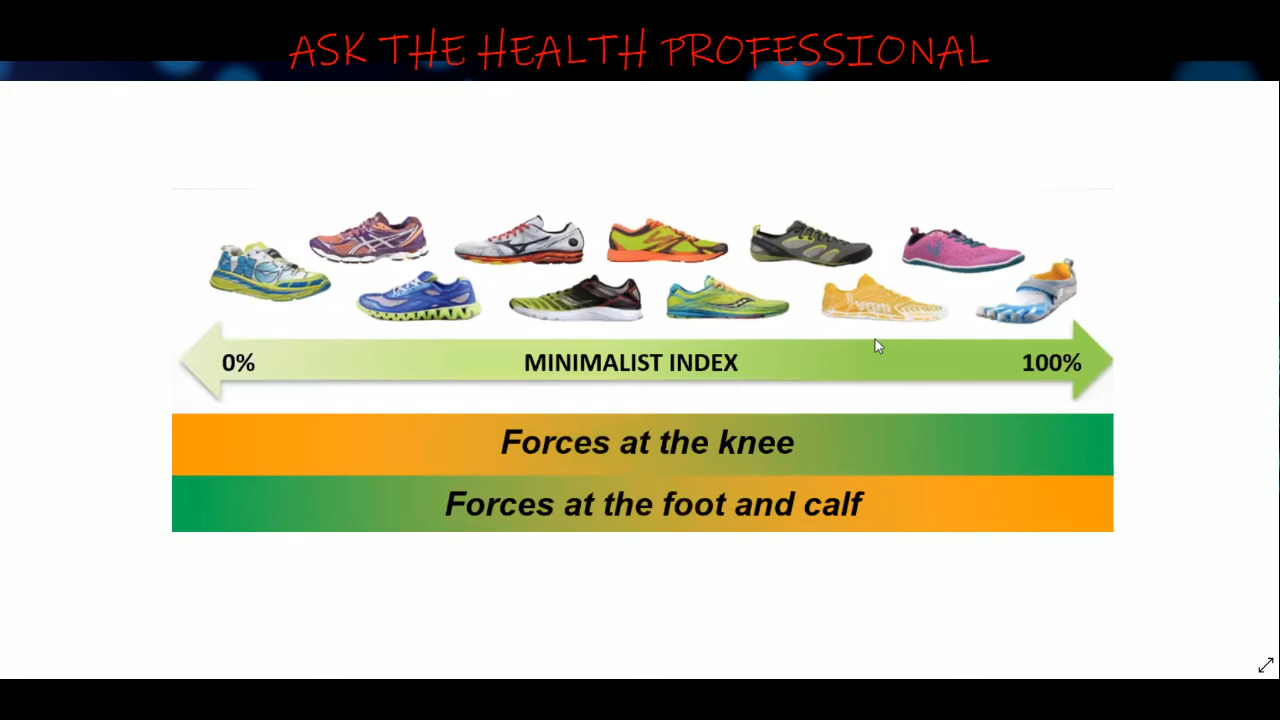 ASK THE HEALTH PROFESSIONAL
0% MINIMALIST INDEX 100%
Forces at the knee
Forces at the foot and calf